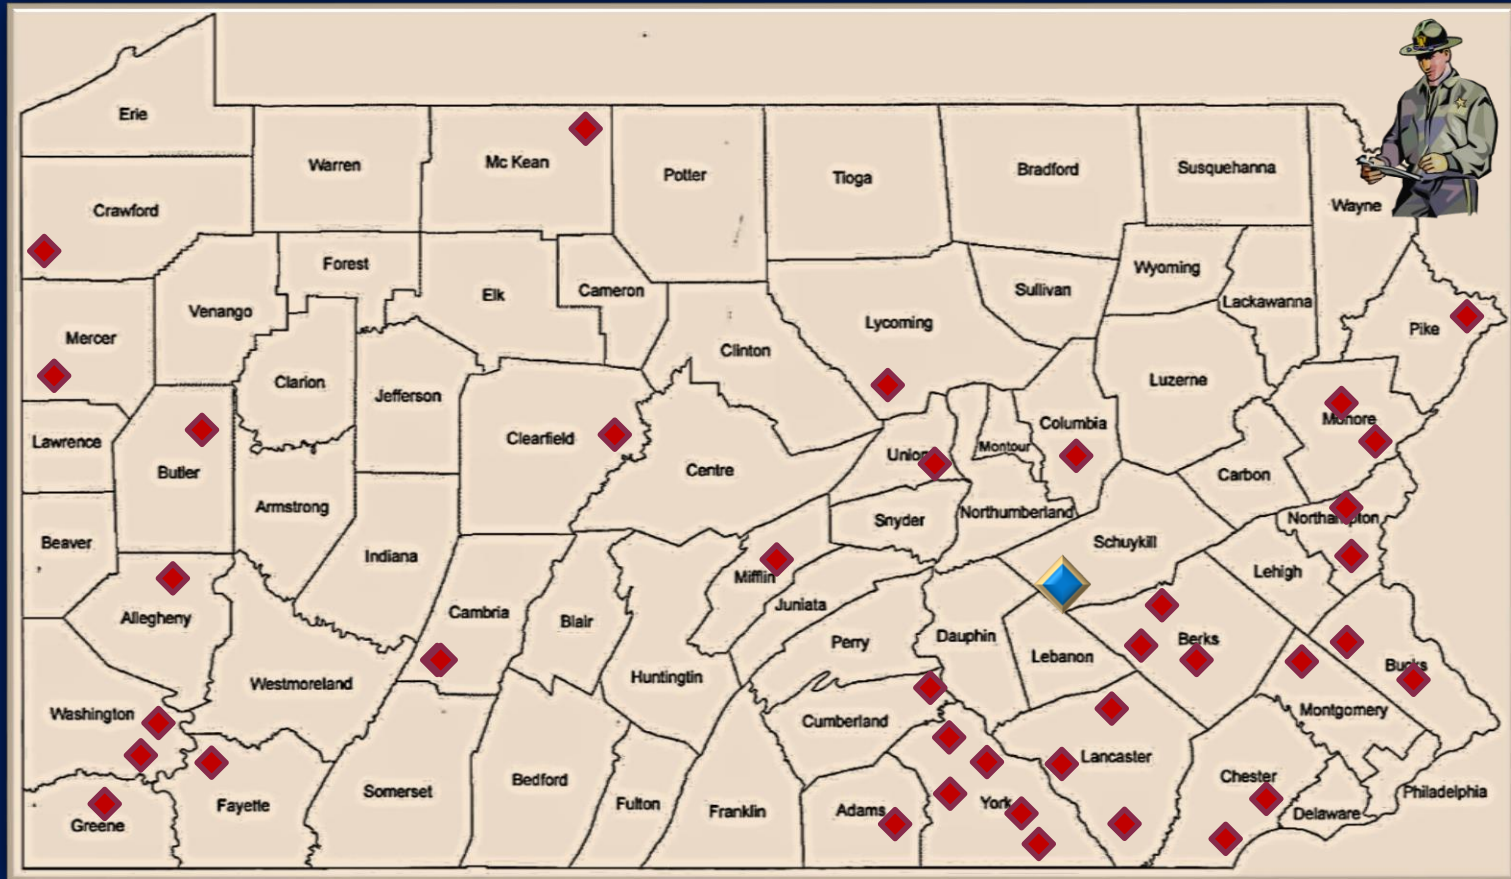 Erie
Warren
Mc Kean
Potter
Tioga
Bradford
Susquehanna
Wayne
Crawford
Forest
Elk
Cameron
Sullivan
Wyoming
Lackawanna
Venango
Mercer
Lycoming
Clinton
Pike
Clarion
Jefferson
Luzerne
Monore
Lawrence
Clearfield
Columbia
Butler
Centre
Union
Montour
Carbon
Armstrong
Snyder
Northumberland
Northampton
Beaver
Indiana
Schuykill
Mifflin
Lehigh
Allegheny
Cambria
Blair
Juniata
Perry
Dauphin
Lebanon
Berks
Westmoreland
Huntingtin
Bucks
Washington
Cumberland
Montgomery
Lancaster
Greene
Fayette
Somerset
Bedford
Fulton
Franklin
Adams
York
Chester
Delaware
Philadelphia